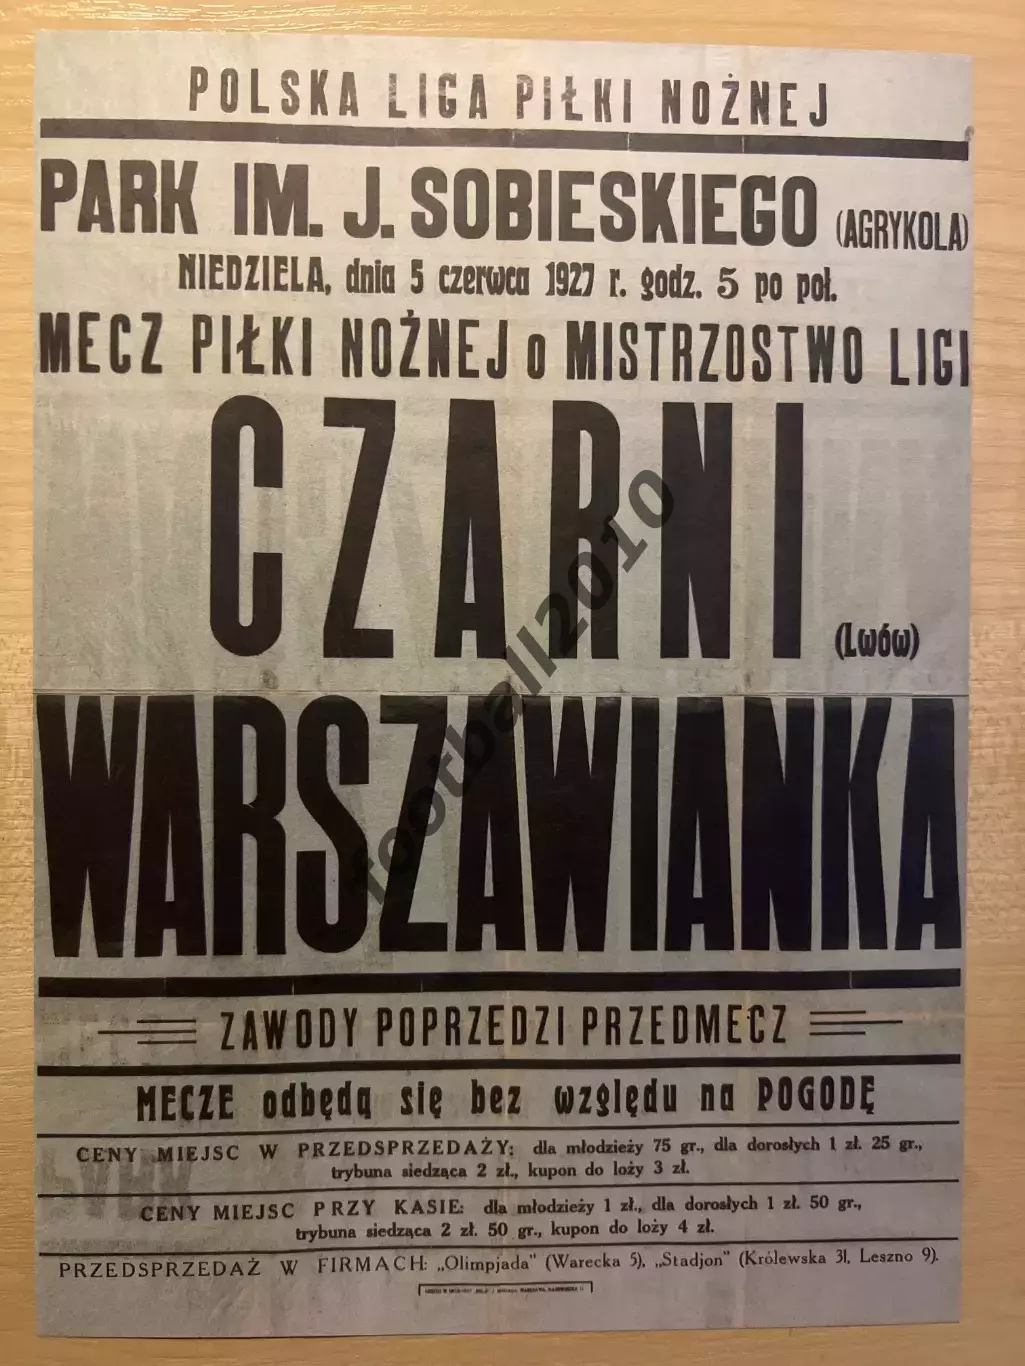 POLSKA LIGA PIŁKI NOŻNEJ
PARK IM. J. SOBIESKIEGO (AGRYKOLA)
NIEDZIELA, dnia 5 czerwca 1927 r. godz. 5 po poł.
MECZ PIŁKI NOŻNEJ o MISTRZOSTWO LIGI
CZARNI (Lwów)
WARSZAWIANKA
football2010
ZAWODY POPRZEDZI PRZEDMECZ
MECZE odbędą się bez względu na POGODĘ
CENY MIEJSC W PRZEDSPRZEDAŻY: dla młodzieży 75 gr., dla dorosłych 1 zł. 25 gr.,
trybuna siedząca 2 zł., kupon do loży 3 zł.
CENY MIEJSC PRZY KASIE: dla młodzieży 1 zł., dla dorosłych 1 zł. 50 gr.,
trybuna siedząca 2 zł. 50 gr., kupon do loży 4 zł.
PRZEDSPRZEDAŻ W FIRMACH: „Olimpjada" (Warecka 5), „Stadjon" (Królewska 31, Leszno 9).